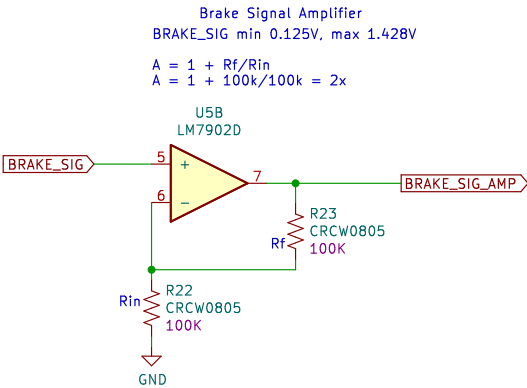 Brake Signal Amplifier
BRAKE_SIG min 0.125V, max 1.428V
A = 1 + Rf/Rin
A = 1 + 100k/100k = 2x
U5B
LM7902D
BRAKE_SIG
5
+
7
BRAKE_SIG_AMP
6
−
R23
CRCW0805
100K
Rf
Rin
R22
CRCW0805
100K
GND